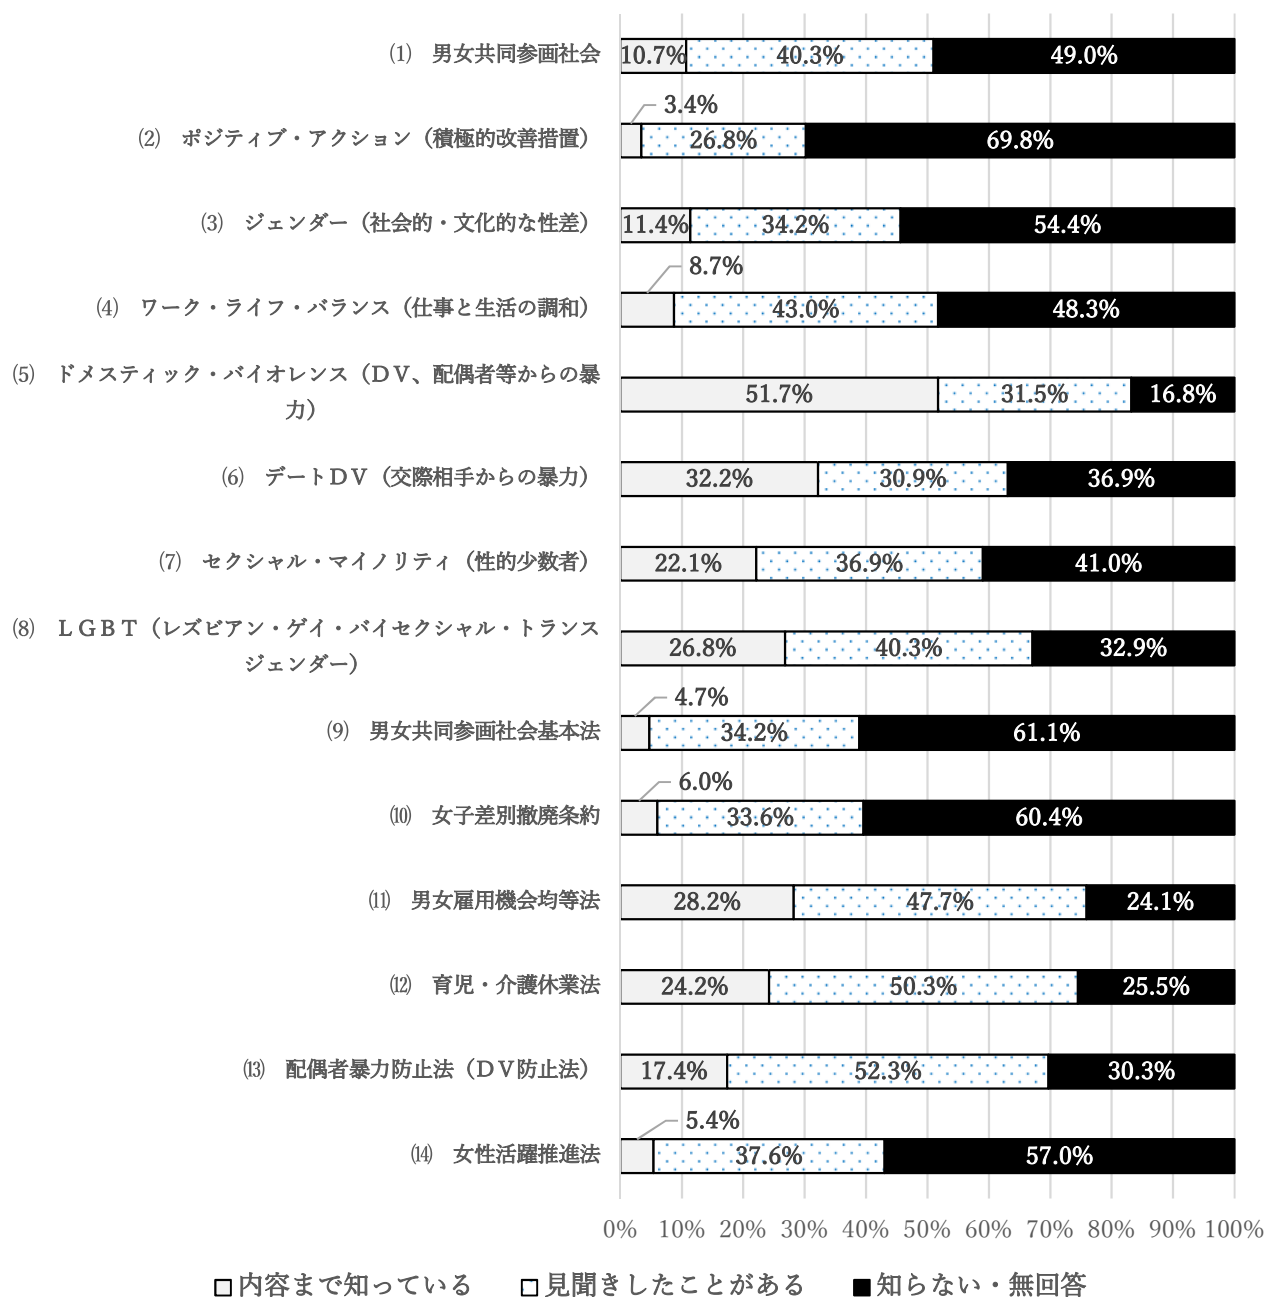 ⑴　男女共同参画社会 10.7% 40.3% 49.0%
3.4%
⑵　ポジティブ・アクション（積極的改善措置） 26.8% 69.8%
⑶　ジェンダー（社会的・文化的な性差） 11.4% 34.2% 54.4%
8.7%
⑷　ワーク・ライフ・バランス（仕事と生活の調和） 43.0% 48.3%
⑸　ドメスティック・バイオレンス（ＤＶ、配偶者等からの暴
力） 51.7% 31.5% 16.8%
⑹　デートＤＶ（交際相手からの暴力） 32.2% 30.9% 36.9%
⑺　セクシャル・マイノリティ（性的少数者） 22.1% 36.9% 41.0%
⑻　ＬＧＢＴ（レズビアン・ゲイ・バイセクシャル・トランス
ジェンダー） 26.8% 40.3% 32.9%
4.7%
⑼　男女共同参画社会基本法 34.2% 61.1%
6.0%
⑽　女子差別撤廃条約 33.6% 60.4%
⑾　男女雇用機会均等法 28.2% 47.7% 24.1%
⑿　育児・介護休業法 24.2% 50.3% 25.5%
⒀　配偶者暴力防止法（ＤＶ防止法） 17.4% 52.3% 30.3%
5.4%
⒁　女性活躍推進法 37.6% 57.0%
0% 10% 20% 30% 40% 50% 60% 70% 80% 90% 100%
内容まで知っている 見聞きしたことがある 知らない・無回答